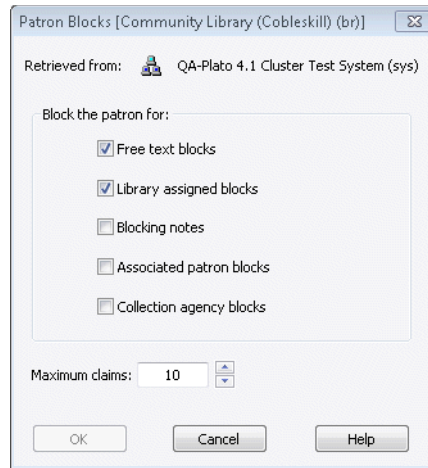 Patron Blocks [Community Library (Cobleskill) (br)]
Retrieved from: QA-Plato 4.1 Cluster Test System (sys)
Block the patron for:
Free text blocks
Library assigned blocks
Blocking notes
Associated patron blocks
Collection agency blocks
Maximum claims: 10
OK Cancel Help